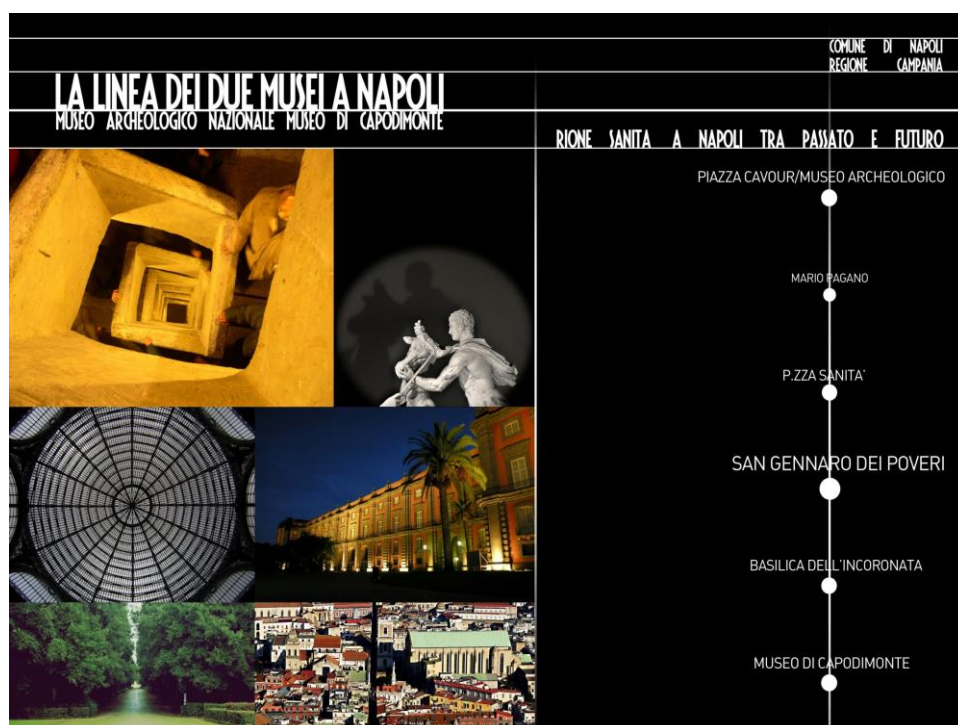 COMUNE DI NAPOLI
REGIONE CAMPANIA
LA LINEA DEI DUE MUSEI A NAPOLI
MUSEO ARCHEOLOGICO NAZIONALE MUSEO DI CAPODIMONTE
RIONE SANITA A NAPOLI TRA PASSATO E FUTURO
PIAZZA CAVOUR/MUSEO ARCHEOLOGICO
MARIO PAGANO
P.ZZA SANITA'
SAN GENNARO DEI POVERI
BASILICA DELL'INCORONATA
MUSEO DI CAPODIMONTE